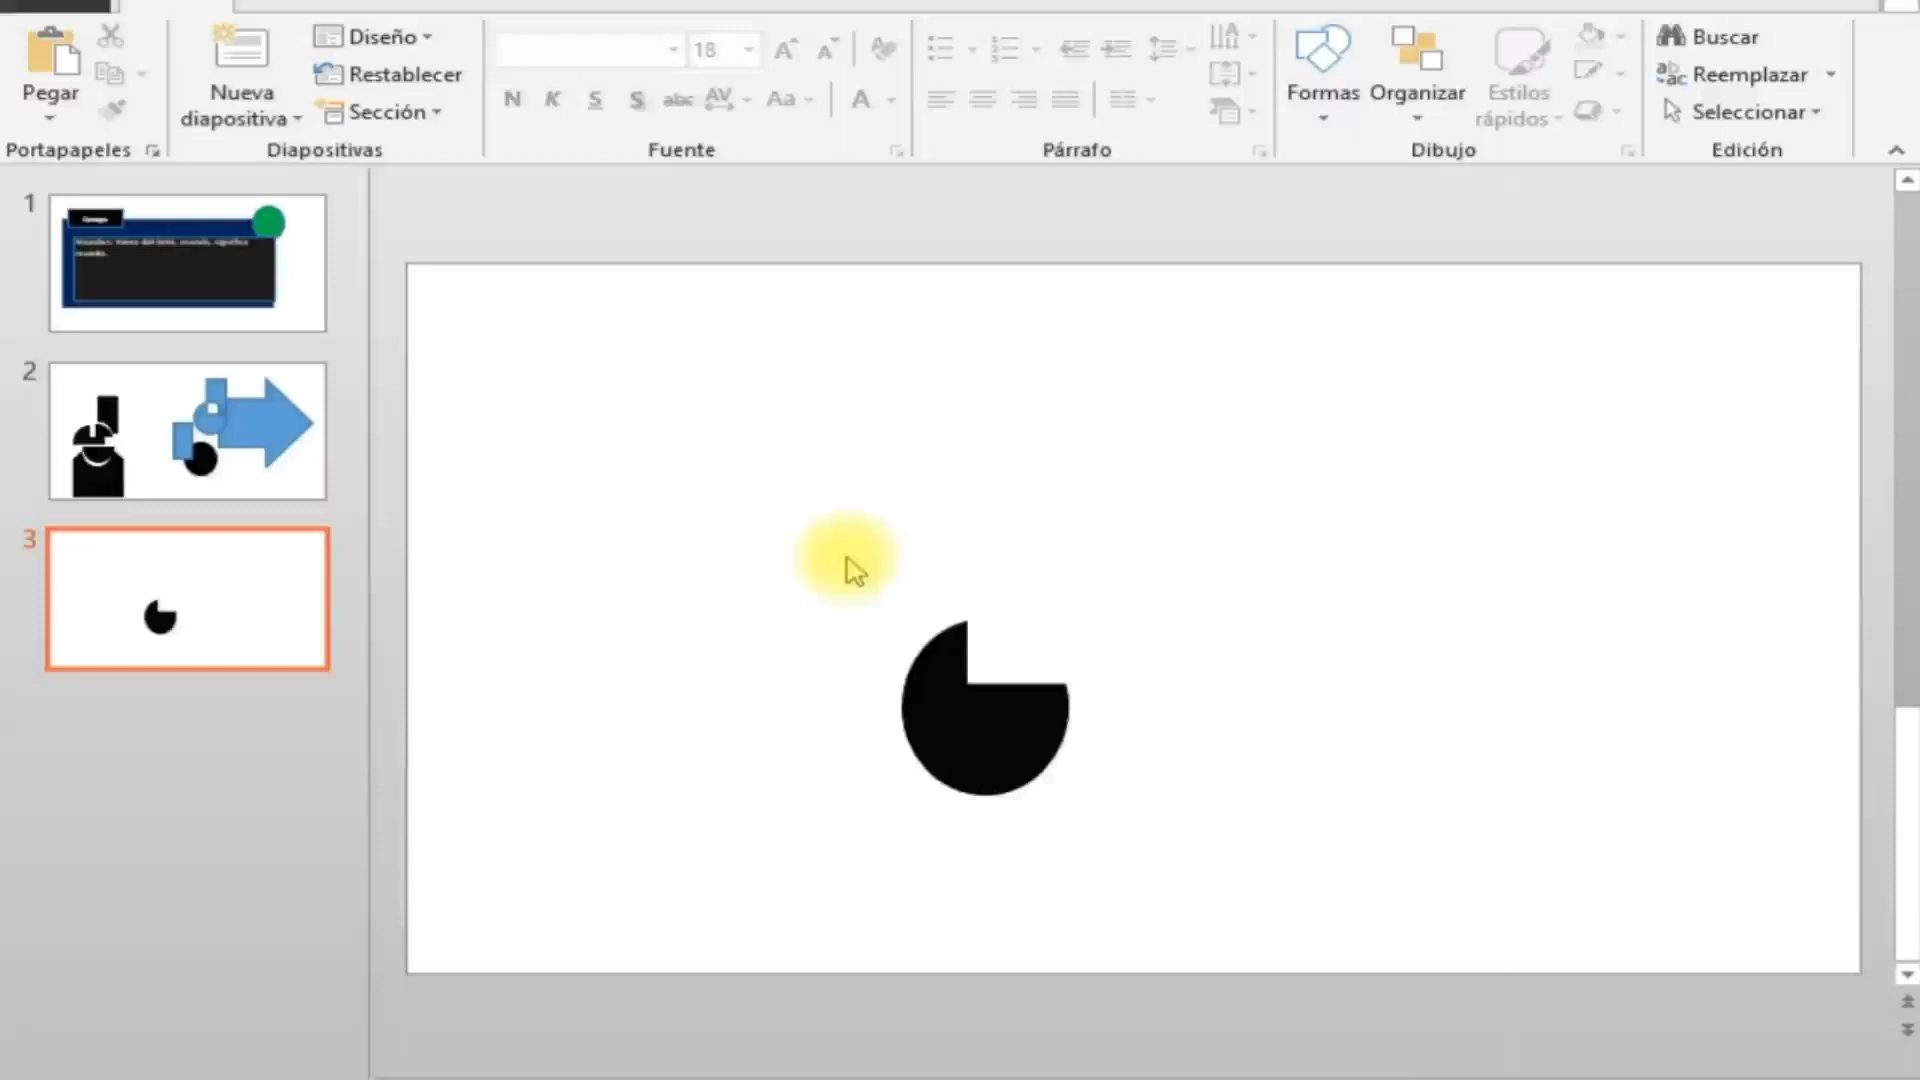 Pegar
Portapapeles
Nueva
diapositiva
Diseño
Restablecer
Sección
Diapositivas
18
N K S S abc AV Aa A
Fuente
Párrafo
Formas
Organizar
Estilos
rápidos
Dibujo
Buscar
Reemplazar
Seleccionar
Edición
1
2
3